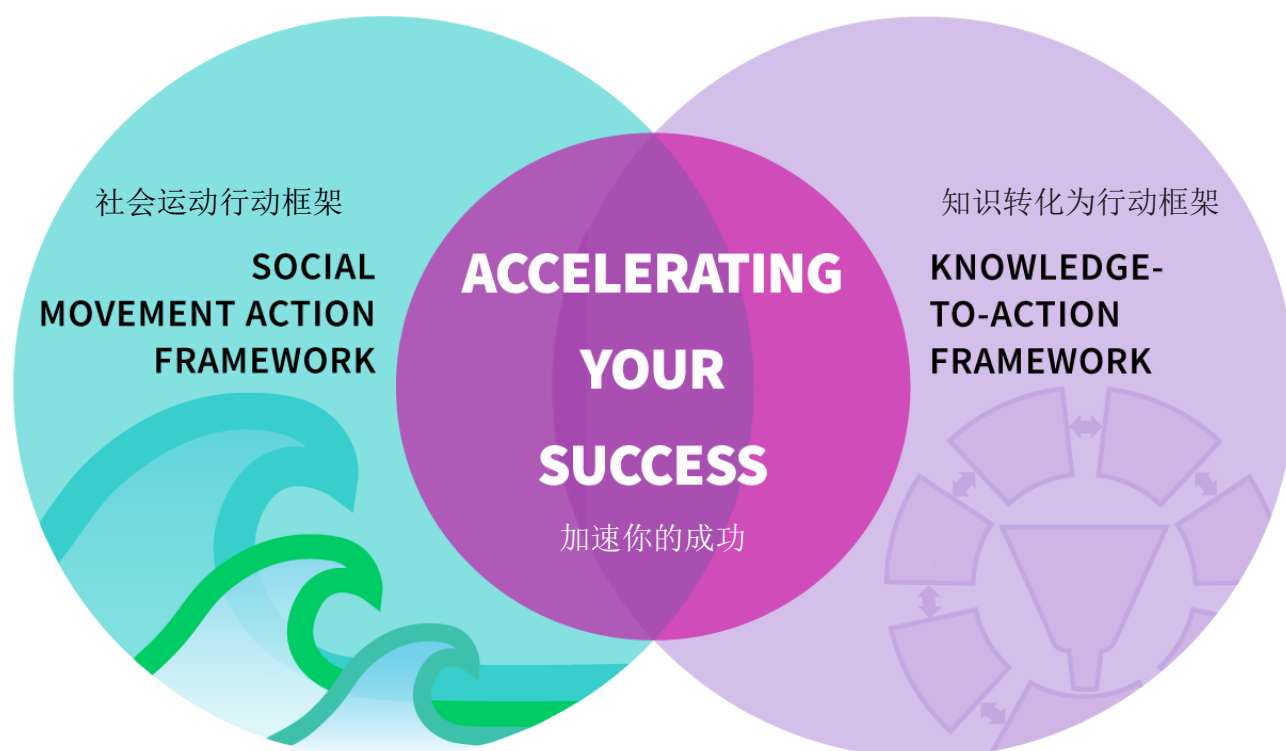 社会运动行动框架
SOCIAL
MOVEMENT ACTION
FRAMEWORK
ACCELERATING
YOUR
SUCCESS
加速你的成功
知识转化为行动框架
KNOWLEDGE-
TO-ACTION
FRAMEWORK